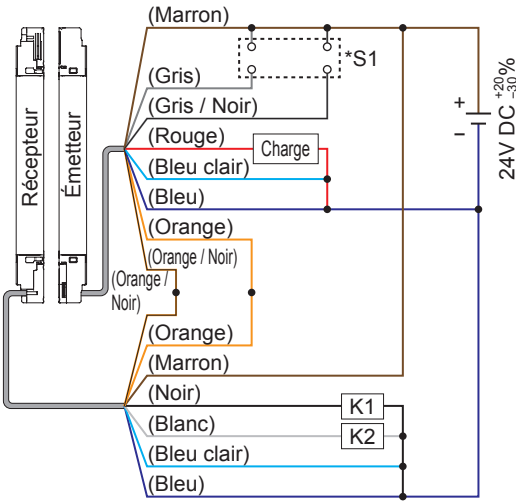 (Marron)
*S1
(Gris)
(Gris / Noir)
(Rouge)
Charge
(Bleu clair)
(Bleu)
(Orange)
(Orange / Noir)
(Orange /
Noir)
(Orange)
(Marron)
(Noir)
K1
(Blanc)
K2
(Bleu clair)
(Bleu)
Récepteur
Émetteur
+
−
24V DC +20 −30%